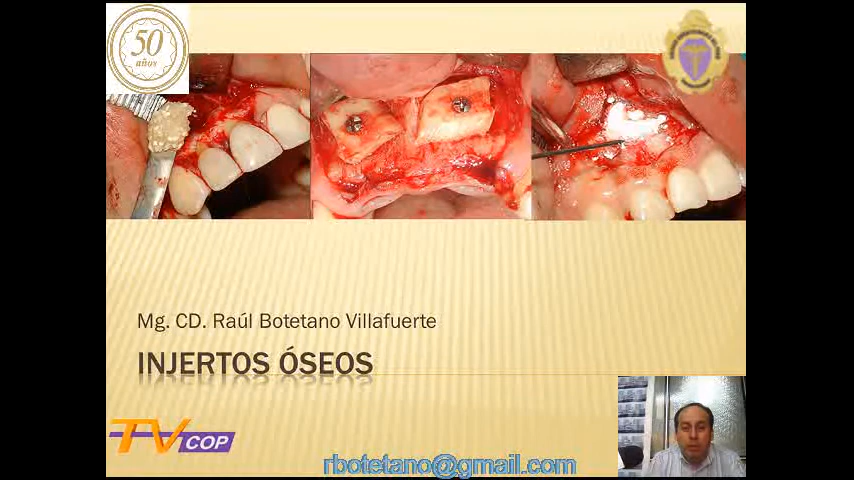 50
años
Mg. CD. Raúl Botetano Villafuerte
INJERTOS ÓSEOS
TV COP
rbotetano@gmail.com